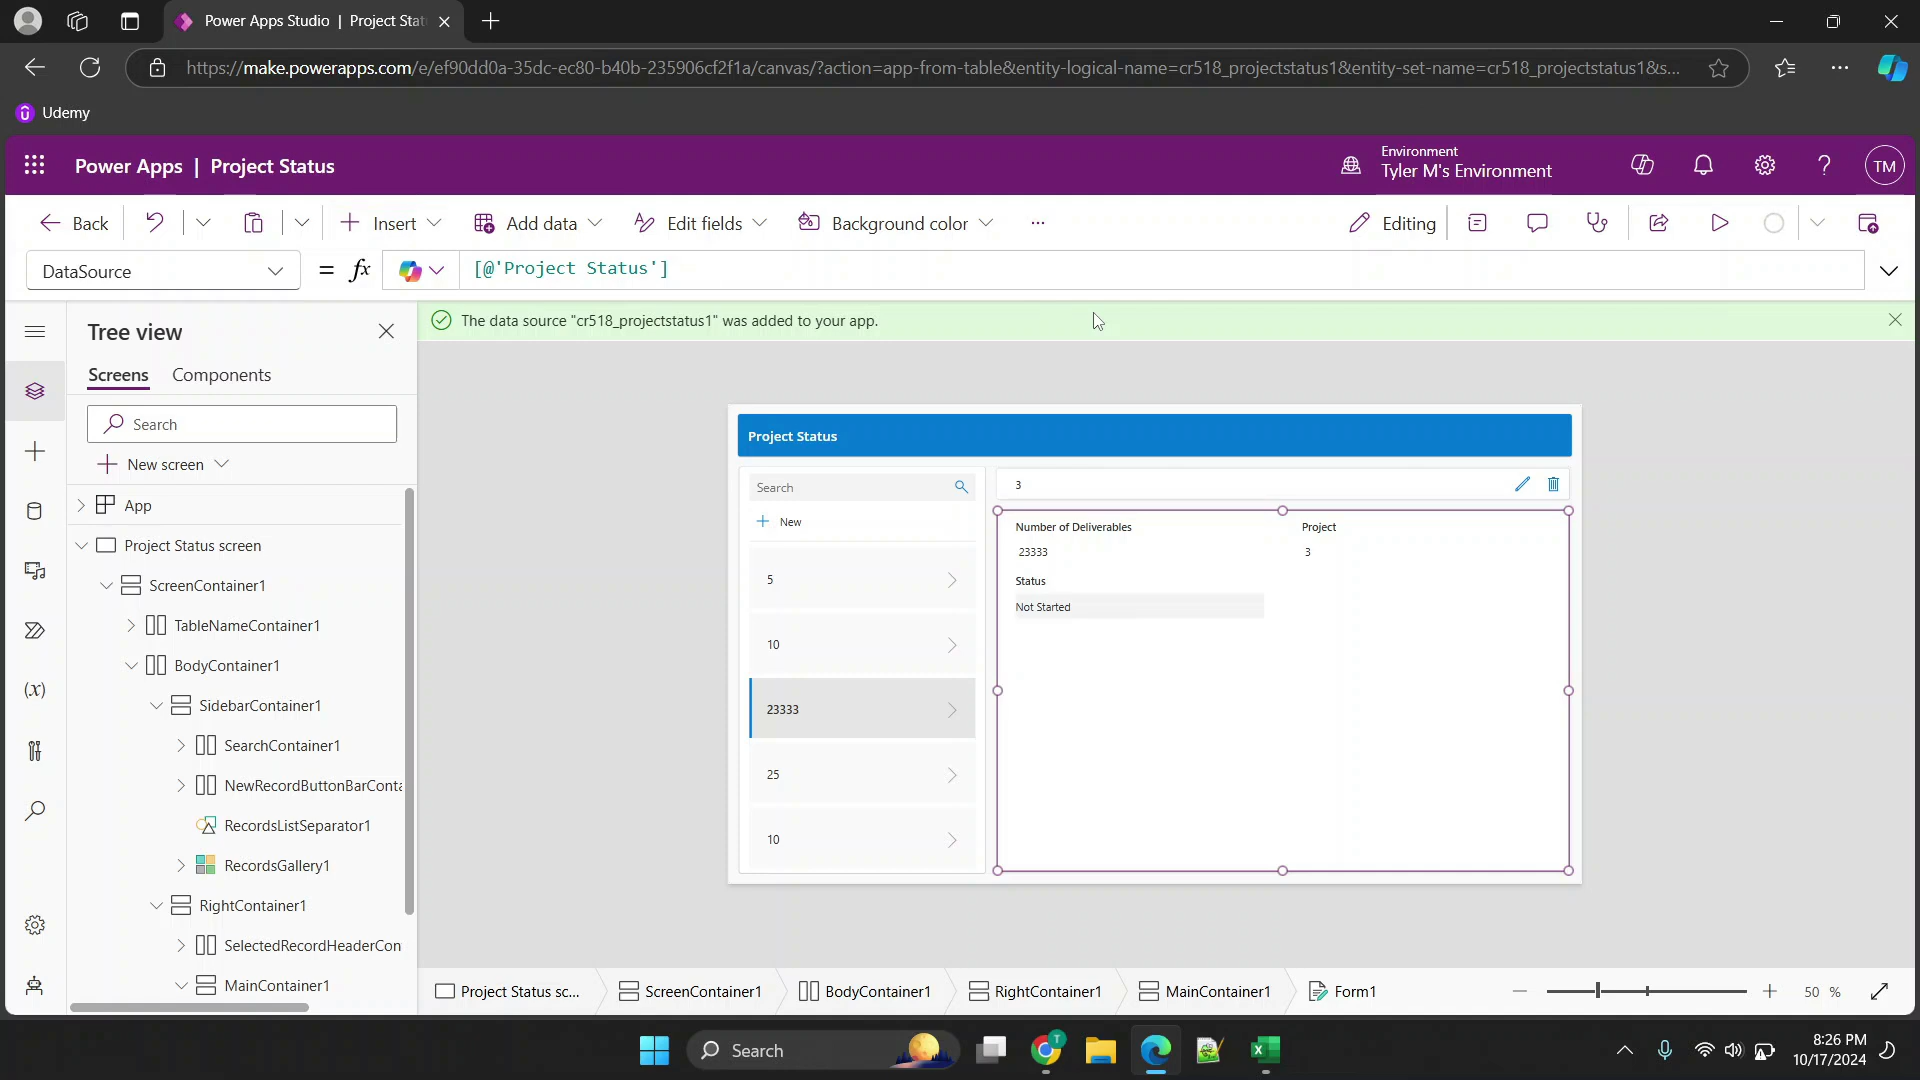 Power Apps Studio | Project Stat
https://make.powerapps.com/e/ef90dd0a-35dc-ec80-b40b-235906cf2f1a/canvas/?action=app-from-table&entity-logical-name=cr518_projectstatus1&entity-set-name=cr518_projectstatus1&s...
Udemy
Power Apps | Project Status
Environment
Tyler M's Environment
TM
Back
Insert
Add data
Edit fields
Background color
...
Editing
DataSource
= fx
[@'Project Status']
Tree view
The data source "cr518_projectstatus1" was added to your app.
Screens
Components
Search
New screen
App
Project Status screen
ScreenContainer1
TableNameContainer1
BodyContainer1
SidebarContainer1
SearchContainer1
NewRecordButtonBarConta
RecordsListSeparator1
RecordsGallery1
RightContainer1
SelectedRecordHeaderCon
MainContainer1
(x)
Project Status
Search
New
5
10
23333
25
10
3
Number of Deliverables
23333
Project
3
Status
Not Started
Project Status sc...
ScreenContainer1
BodyContainer1
RightContainer1
MainContainer1
Form1
50 %
Search
T
8:26 PM
10/17/2024